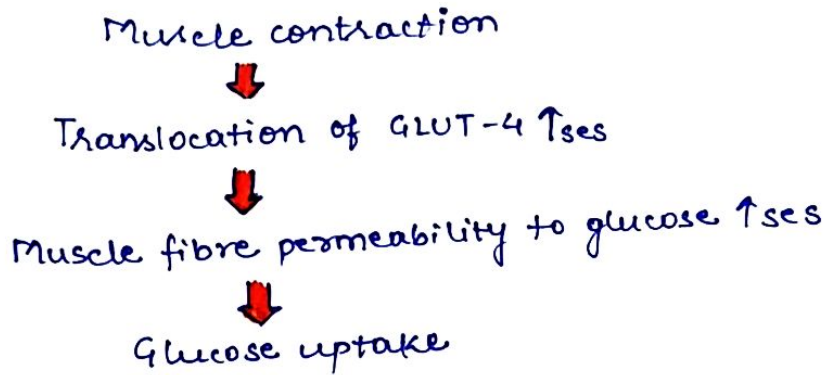 Muscle contraction
Translocation of GLUT-4 ↑ses
Muscle fibre permeability to glucose ↑ses
Glucose uptake